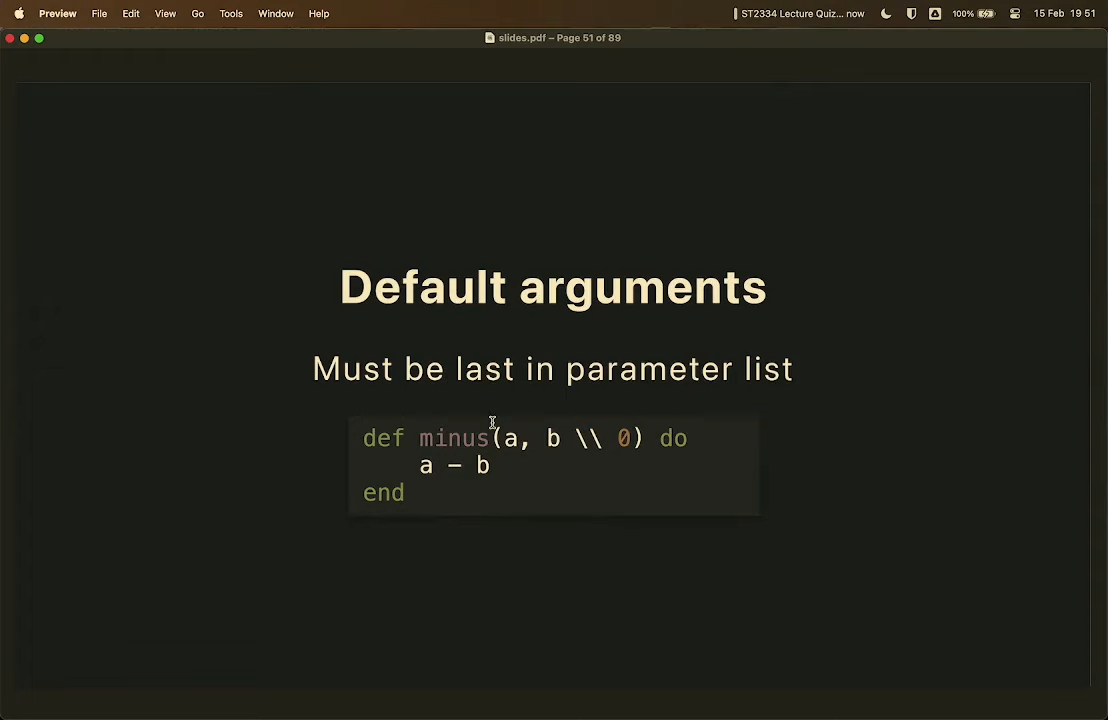 Preview File Edit View Go Tools Window Help ST2334 Lecture Quiz... now 100% 15 Feb 19 51
slides.pdf – Page 51 of 89
Default arguments
Must be last in parameter list
def minus(a, b \\ 0) do
a - b
end